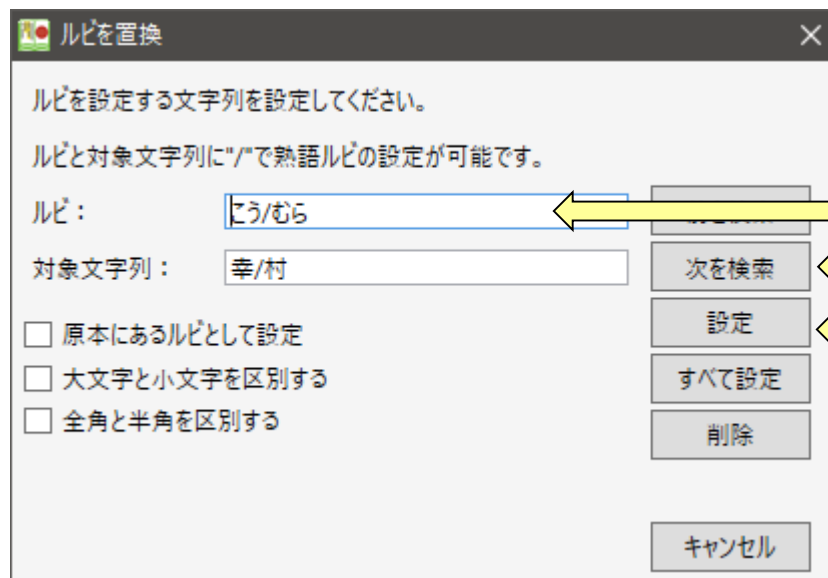 ルビを置換
ルビを設定する文字列を設定してください。
ルビと対象文字列に"/"で熟語ルビの設定が可能です。
ルビ： こう/むら
対象文字列： 幸/村 次を検索
原本にあるルビとして設定 設定
大文字と小文字を区別する すべて設定
全角と半角を区別する 削除
キャンセル